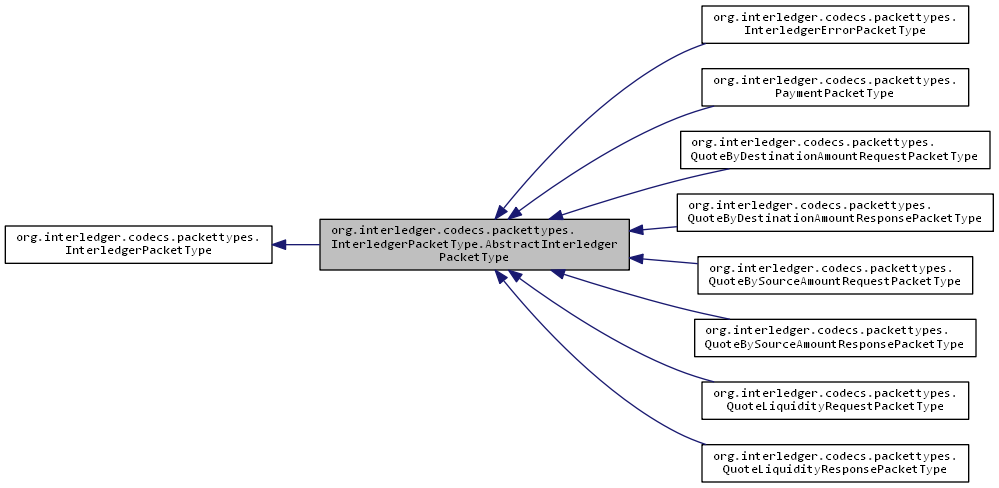 org.interledger.codecs.packettypes.
InterledgerPacketType
org.interledger.codecs.packettypes.
InterledgerPacketType.AbstractInterledger
PacketType
org.interledger.codecs.packettypes.
InterledgerErrorPacketType
org.interledger.codecs.packettypes.
PaymentPacketType
org.interledger.codecs.packettypes.
QuoteByDestinationAmountRequestPacketType
org.interledger.codecs.packettypes.
QuoteByDestinationAmountResponsePacketType
org.interledger.codecs.packettypes.
QuoteBySourceAmountRequestPacketType
org.interledger.codecs.packettypes.
QuoteBySourceAmountResponsePacketType
org.interledger.codecs.packettypes.
QuoteLiquidityRequestPacketType
org.interledger.codecs.packettypes.
QuoteLiquidityResponsePacketType